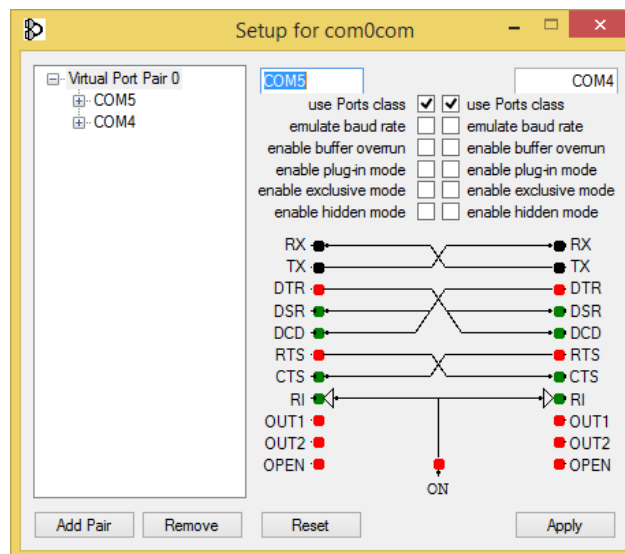 Setup for com0com
Virtual Port Pair 0
COM5
COM4
COM5 COM4
use Ports class use Ports class
emulate baud rate emulate baud rate
enable buffer overrun enable buffer overrun
enable plug-in mode enable plug-in mode
enable exclusive mode enable exclusive mode
enable hidden mode enable hidden mode
RX RX
TX TX
DTR DTR
DSR DSR
DCD DCD
RTS RTS
CTS CTS
RI RI
OUT1 OUT1
OUT2 OUT2
OPEN OPEN
ON
Add Pair Remove Reset Apply